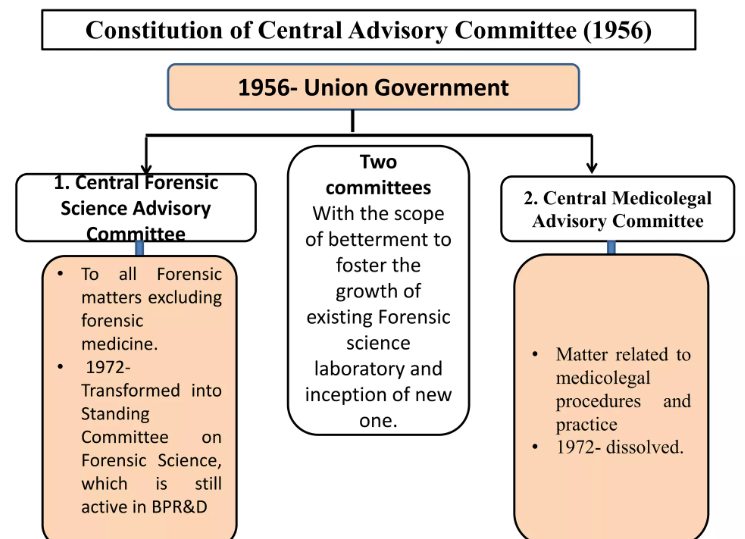 Constitution of Central Advisory Committee (1956)
1956- Union Government
1. Central Forensic
Science Advisory
Committee
• To all Forensic
matters excluding
forensic
medicine.
• 1972-
Transformed into
Standing
Committee on
Forensic Science,
which is still
active in BPR&D
Two
committees
With the scope
of betterment to
foster the
growth of
existing Forensic
science
laboratory and
inception of new
one.
2. Central Medicolegal
Advisory Committee
• Matter related to
medicolegal
procedures and
practice
• 1972- dissolved.